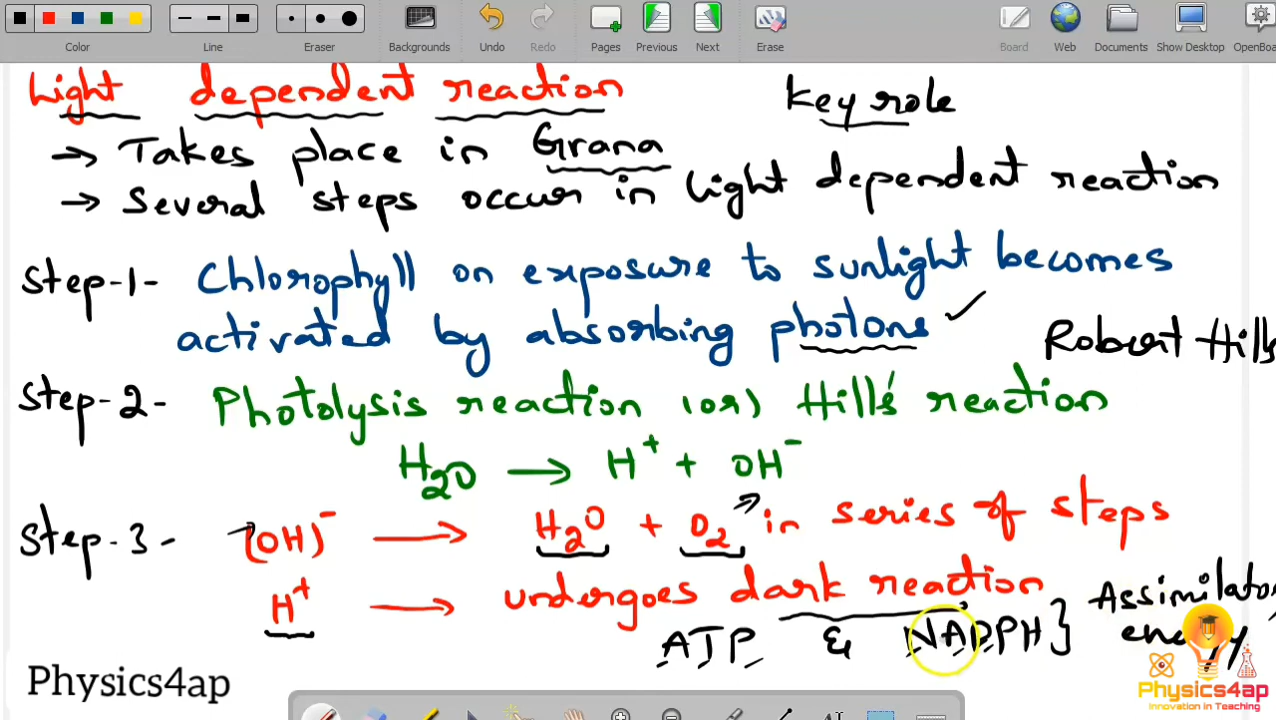 Color
Line
Eraser
Backgrounds
Undo
Redo
Pages
Previous
Next
Erase
Board
Web
Documents
Show Desktop
OpenBoa
Light dependent reaction
Key role
→ Takes place in Grana
→ Several steps occur in light dependent reaction
Step-1- Chlorophyll on exposure to sunlight becomes
activated by absorbing photons ✓
Robert Hills
Step-2- Photolysis reaction (or) Hill's reaction
H2O → H+ + OH-
Step-3- (OH)- → H2O + O2 in series of steps
H+ → undergoes dark reaction
ATP & NADPH } Assimilatory
energy
Physics4ap
Physics4ap
Innovation in Teaching